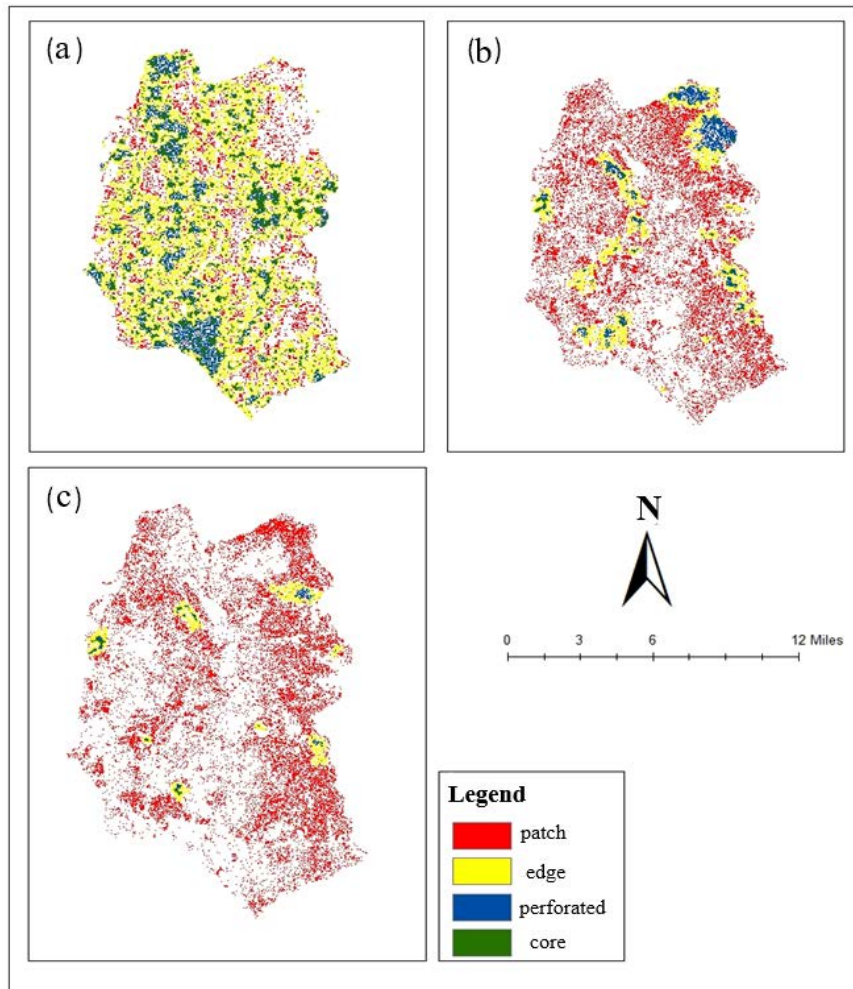 (a)
(b)
(c)
N
0 3 6 12 Miles
Legend
patch
edge
perforated
core